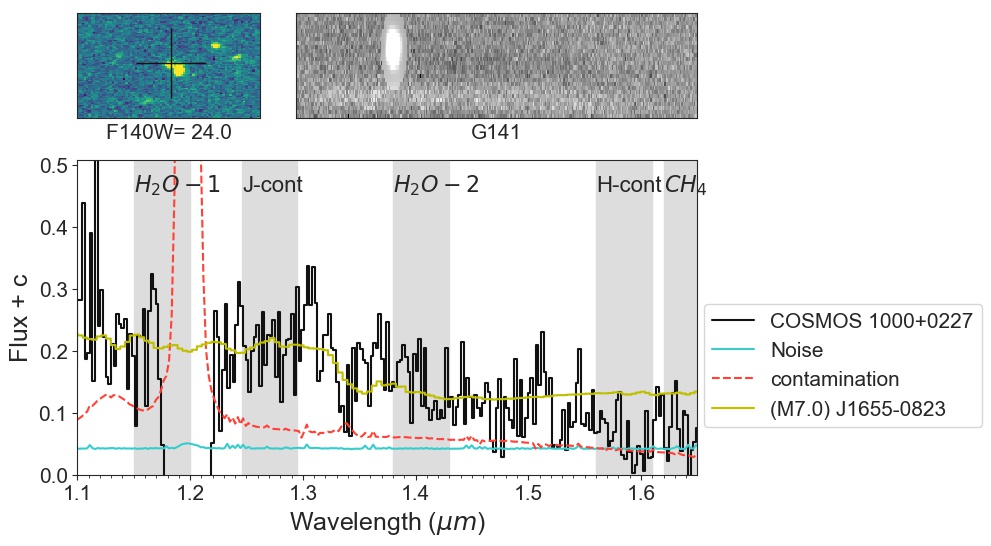 F140W= 24.0
G141
H₂O − 1
J-cont
H₂O − 2
H-cont
CH₄
0.5
0.4
0.3
0.2
0.1
0.0
Flux + c
1.1
1.2
1.3
1.4
1.5
1.6
Wavelength (μm)
COSMOS 1000+0227
Noise
contamination
(M7.0) J1655-0823